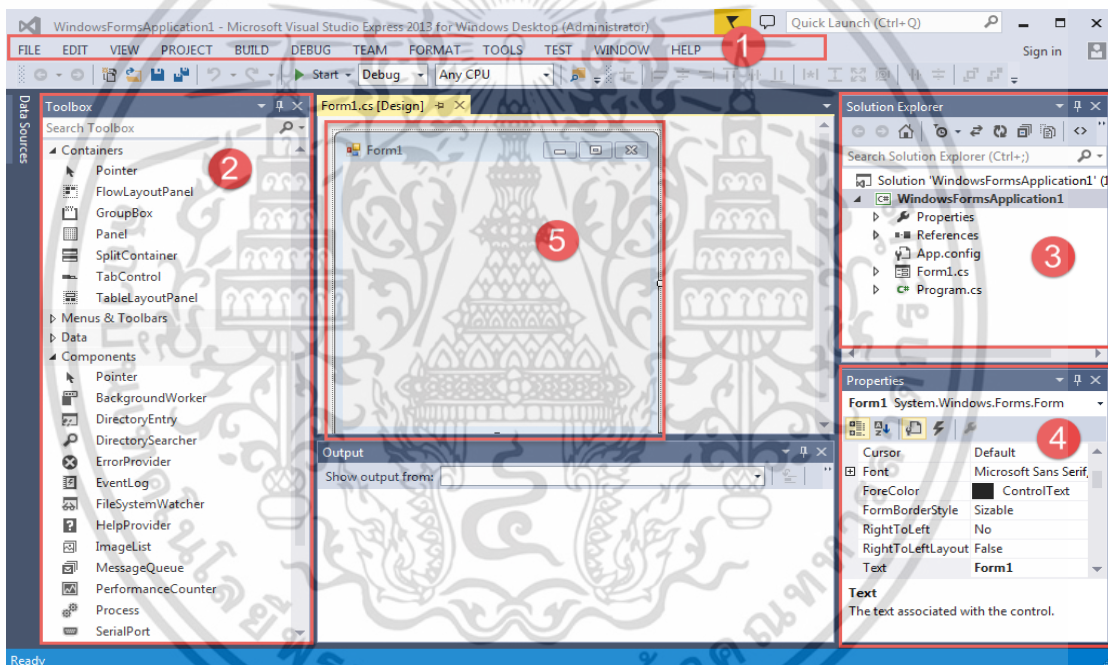 WindowsFormsApplication1 - Microsoft Visual Studio Express 2013 for Windows Desktop (Administrator)
Quick Launch (Ctrl+Q)
FILE EDIT VIEW PROJECT BUILD DEBUG TEAM FORMAT TOOLS TEST WINDOW HELP
1
Sign in
Start
Debug
Any CPU
Data Sources
Toolbox
Search Toolbox
2
Containers
Pointer
FlowLayoutPanel
GroupBox
Panel
SplitContainer
TabControl
TableLayoutPanel
Menus & Toolbars
Data
Components
Pointer
BackgroundWorker
DirectoryEntry
DirectorySearcher
ErrorProvider
EventLog
FileSystemWatcher
HelpProvider
ImageList
MessageQueue
PerformanceCounter
Process
SerialPort
Form1.cs [Design]
Form1
5
Output
Show output from:
Solution Explorer
Search Solution Explorer (Ctrl+;)
Solution 'WindowsFormsApplication1' (1
C# WindowsFormsApplication1
Properties
References
App.config
Form1.cs
C# Program.cs
3
Properties
Form1 System.Windows.Forms.Form
4
Cursor Default
Font Microsoft Sans Serif,
ForeColor ControlText
FormBorderStyle Sizable
RightToLeft No
RightToLeftLayout False
Text Form1
Text
The text associated with the control.
Ready